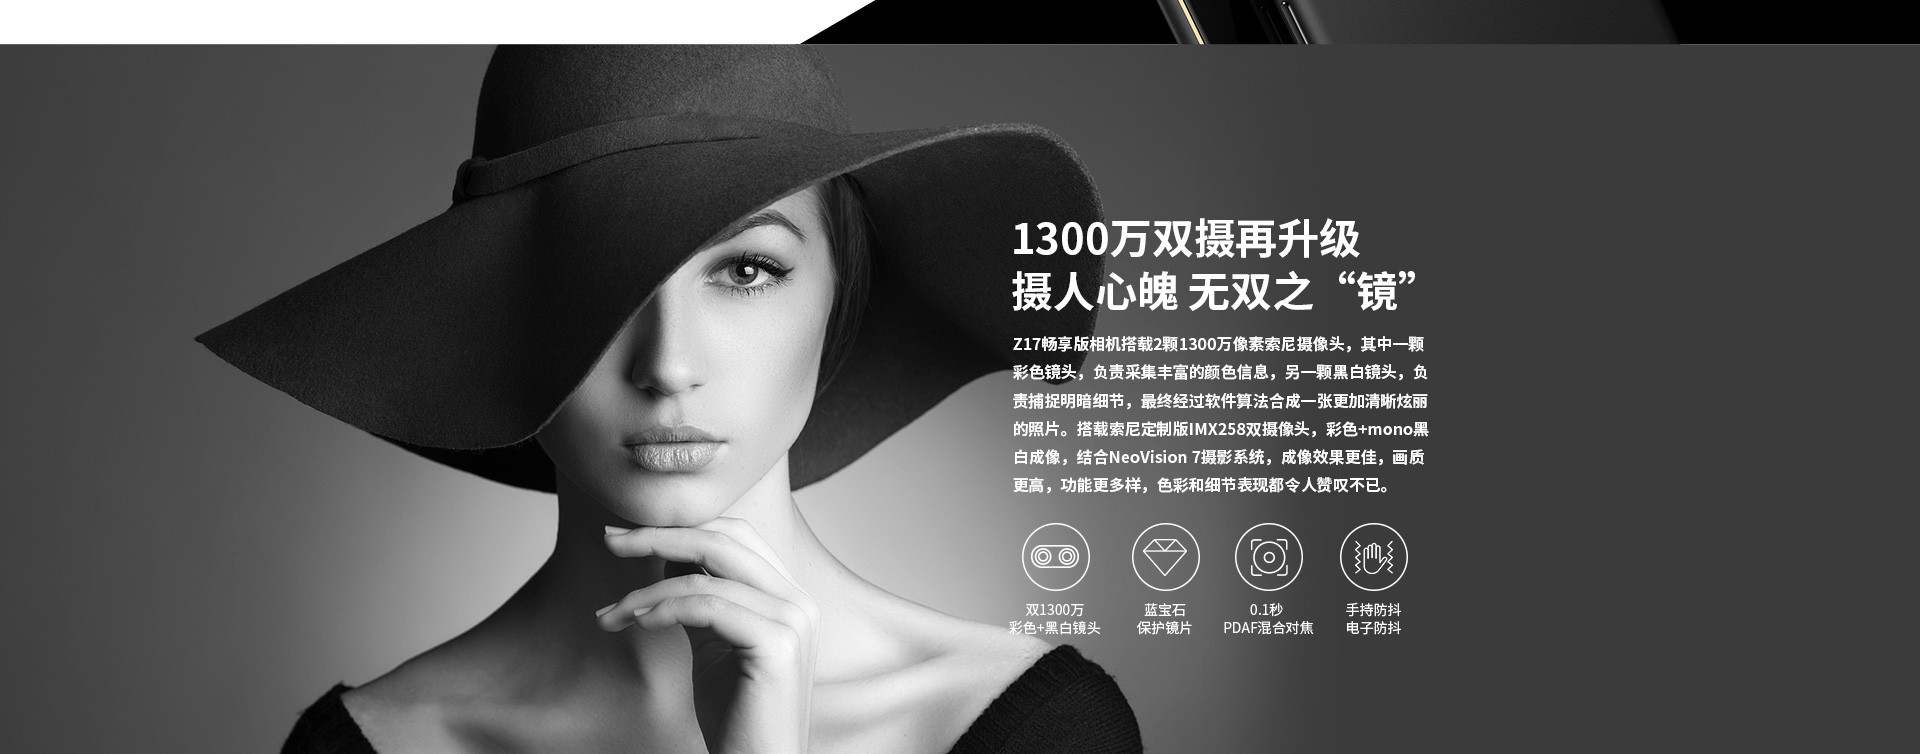 1300万双摄再升级
摄人心魄 无双之“镜”
Z17畅享版相机搭载2颗1300万像素索尼摄像头，其中一颗
彩色镜头，负责采集丰富的颜色信息，另一颗黑白镜头，负
责捕捉明暗细节，最终经过软件算法合成一张更加清晰炫丽
的照片。搭载索尼定制版IMX258双摄像头，彩色+mono黑
白成像，结合NeoVision 7摄影系统，成像效果更佳，画质
更高，功能更多样，色彩和细节表现都令人赞叹不已。
双1300万
彩色+黑白镜头
蓝宝石
保护镜片
0.1秒
PDAF混合对焦
手持防抖
电子防抖